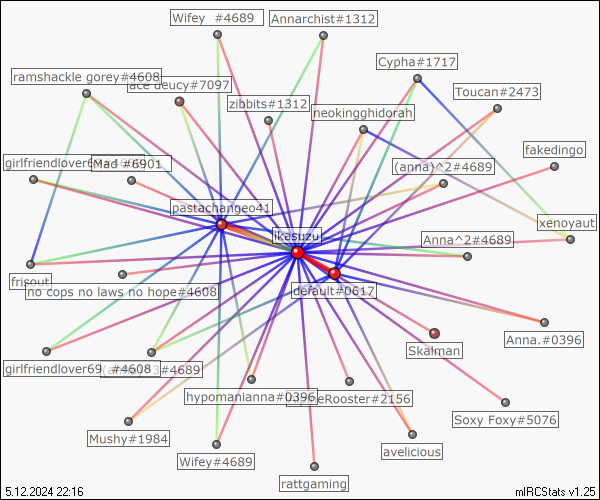 Wifey #4689
Annarchist#1312
Cypha#1717
ramshackle gorey#4608
ace deucy#7097
Toucan#2473
zibbits#1312
neokingghidorah
fakedingo
girlfriendlover6
Mad #6901
(anna)^2#4689
pastachangeo41
xenoyaut
ikasuzu
Anna^2#4689
frisout
no cops no laws no hope#4608
default#0617
Anna.#0396
Skalman
girlfriendlover69 #4608
3#4689
hypomanianna#0396
eRooster#2156
Soxy Foxy#5076
Mushy#1984
avelicious
Wifey#4689
rattgaming
5.12.2024 22:16
mIRCStats v1.25